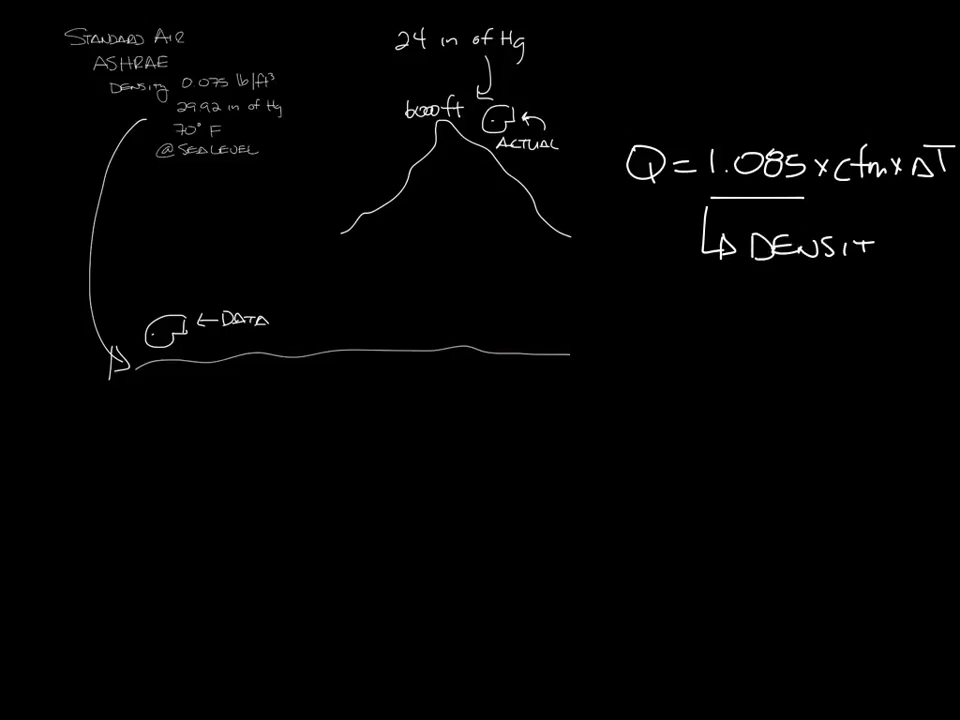 STANDARD AIR
ASHRAE
DENSITY 0.075 lb/ft³
29.92 in of Hg
70° F
@ SEA LEVEL
24 in of Hg
6000 ft
ACTUAL
Q = 1.085 × cfm × ΔT
DENSIT
← DATA